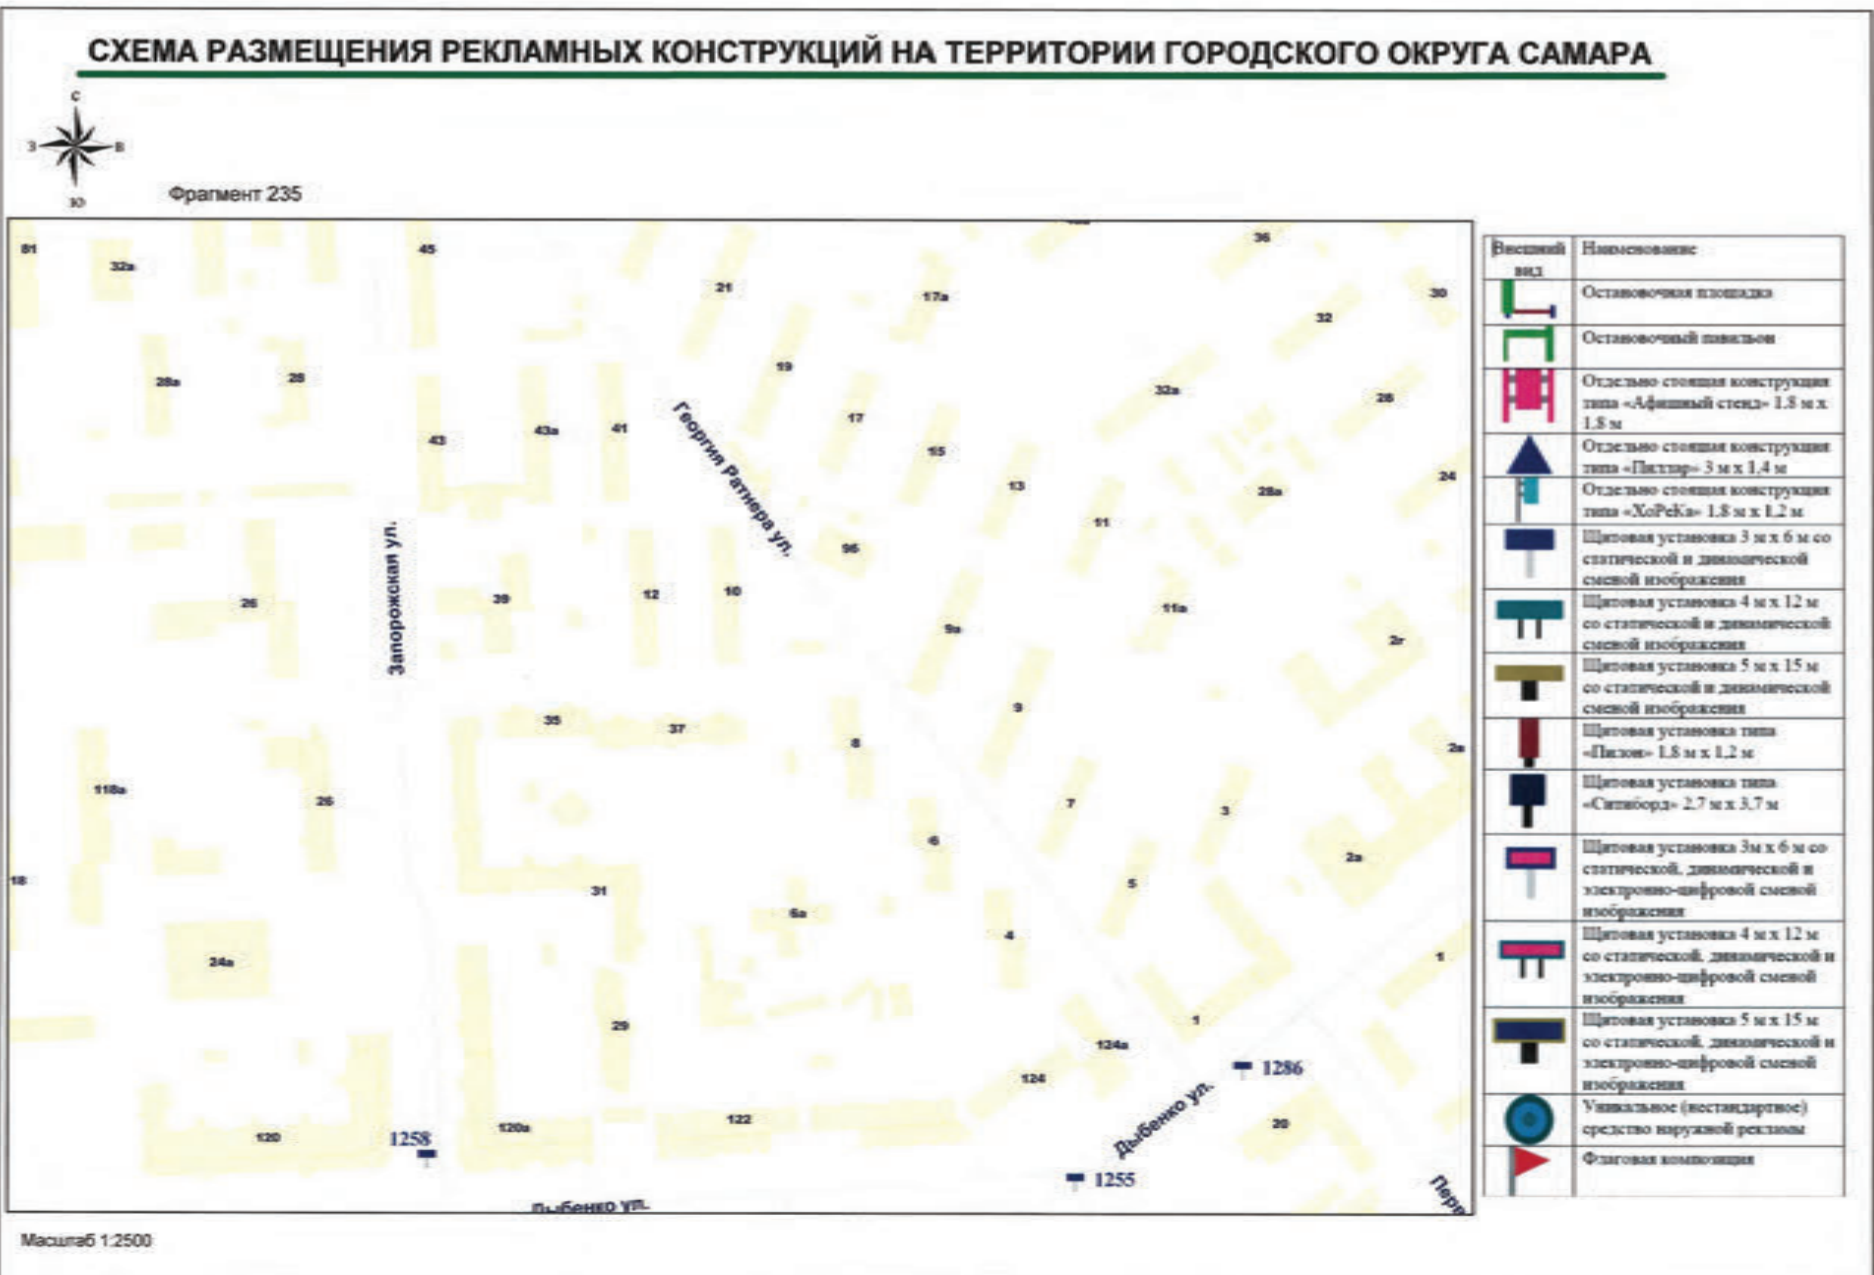 СХЕМА РАЗМЕЩЕНИЯ РЕКЛАМНЫХ КОНСТРУКЦИЙ НА ТЕРРИТОРИИ ГОРОДСКОГО ОКРУГА САМАРА
С
З
В
Ю
Фрагмент 235
81
32а
45
21
17а
36
30
32
28а
28
19
17
32а
28
43
43а
41
Георгия Ратнера ул.
15
13
11
28а
24
Запорожская ул.
26
39
12
10
9б
9а
11а
2г
35
37
8
9
118а
26
6
7
3
2а
18
31
6а
5
4
24а
1
29
1
124а
124
1286
Дыбенко ул.
20
120
1258
120а
122
1255
Дыбенко ул.
Перв
Внешний вид
Наименование
Остановочная площадка
Остановочный павильон
Отдельно стоящая конструкция
типа «Афишный стенд» 1.8 м х
1.8 м
Отдельно стоящая конструкция
типа «Пиллар» 3 м х 1,4 м
Отдельно стоящая конструкция
типа «ХоРеКа» 1.8 м х 1,2 м
Щитовая установка 3 м х 6 м со
статической и динамической
сменой изображения
Щитовая установка 4 м х 12 м
со статической и динамической
сменой изображения
Щитовая установка 5 м х 15 м
со статической и динамической
сменой изображения
Щитовая установка типа
«Пилон» 1.8 м х 1,2 м
Щитовая установка типа
«Ситиборд» 2.7 м х 3,7 м
Щитовая установка 3м х 6 м со
статической, динамической и
электронно-цифровой сменой
изображения
Щитовая установка 4 м х 12 м
со статической, динамической и
электронно-цифровой сменой
изображения
Щитовая установка 5 м х 15 м
со статической, динамической и
электронно-цифровой сменой
изображения
Уникальное (нестандартное)
средство наружной рекламы
Флаговая композиция
Масштаб 1:2500